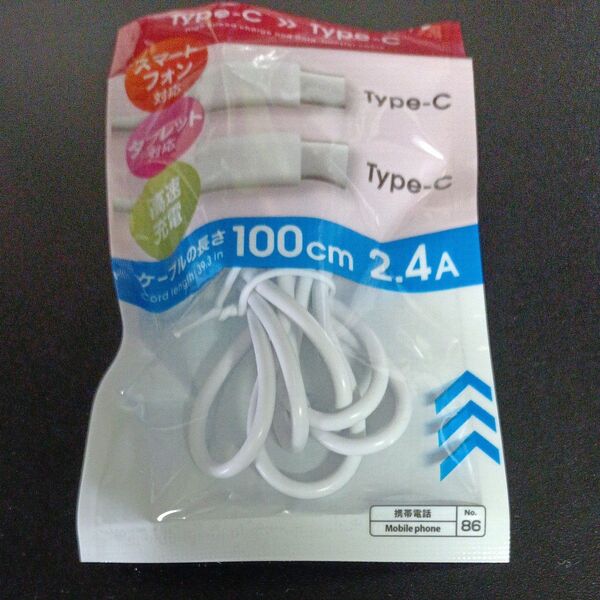 Type-C » Type-C
スマート
フォン
対応
Type-C
タブレット
対応
Type-C
高速
充電
ケーブルの長さ 100cm 2.4A
Cord length 39.3 in
携帯電話 No.
Mobile phone 86